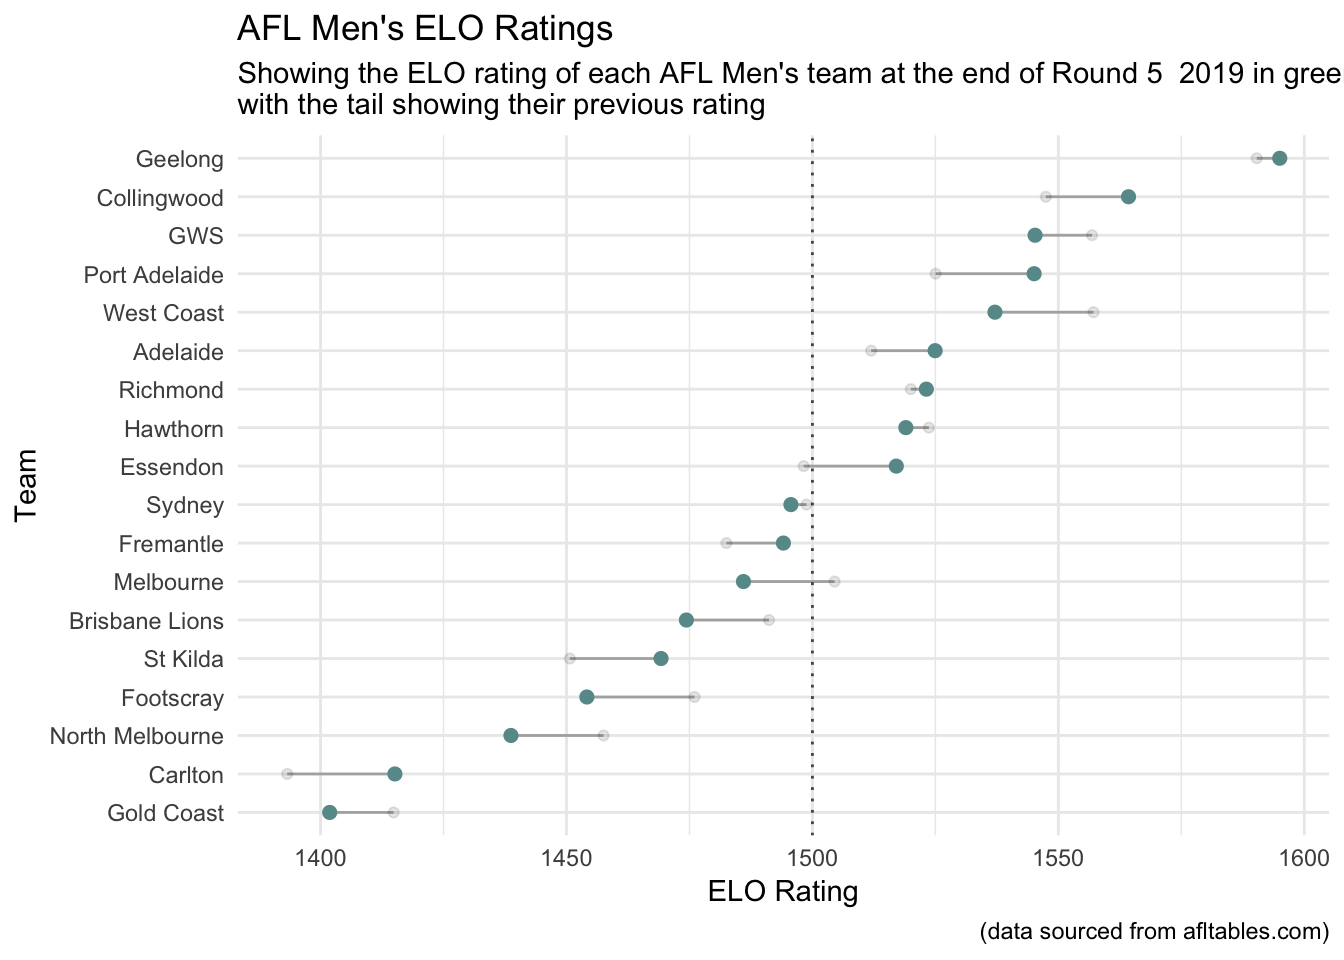 AFL Men's ELO Ratings
Showing the ELO rating of each AFL Men's team at the end of Round 5  2019 in gree
with the tail showing their previous rating
Geelong
Collingwood
GWS
Port Adelaide
West Coast
Adelaide
Richmond
Hawthorn
Essendon
Sydney
Fremantle
Melbourne
Brisbane Lions
St Kilda
Footscray
North Melbourne
Carlton
Gold Coast
Team
1400 1450 1500 1550 1600
ELO Rating
(data sourced from afltables.com)